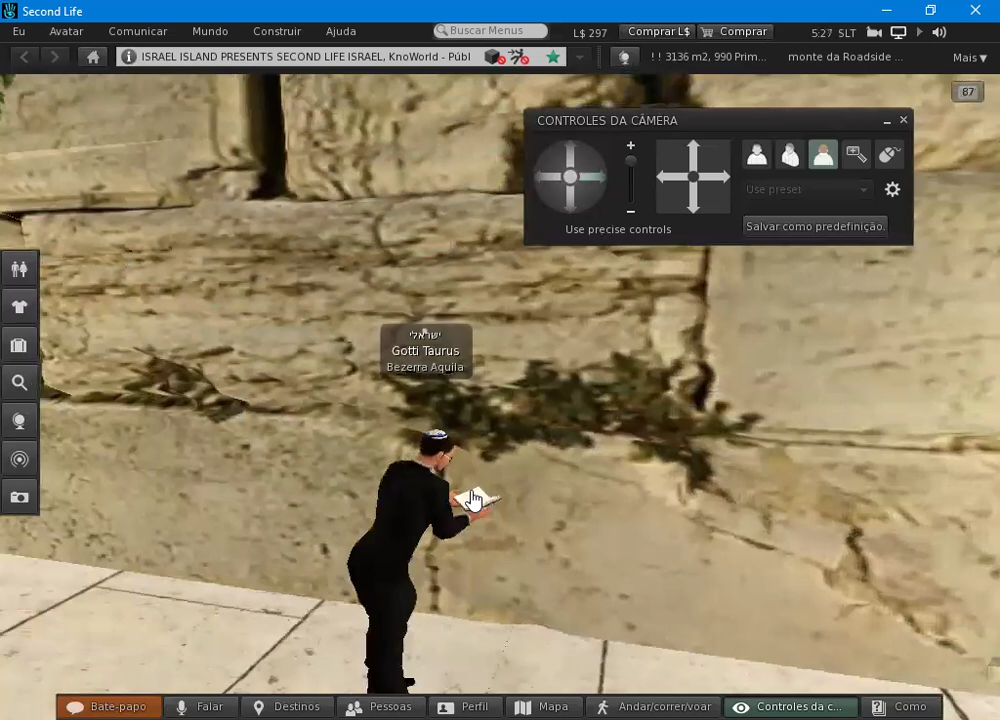 Second Life
Eu Avatar Comunicar Mundo Construir Ajuda Buscar Menus L$ 297 Comprar L$ Comprar 5:27 SLT
ISRAEL ISLAND PRESENTS SECOND LIFE ISRAEL, KnoWorld - Públ ! ! 3136 m2, 990 Prim... monte da Roadside ... Mais
87
CONTROLES DA CÂMERA
Use preset
Use precise controls
Salvar como predefinição.
ישראלי
Gotti Taurus
Bezerra Aquila
Bate-papo Falar Destinos Pessoas Perfil Mapa Andar/correr/voar Controles da c... Como